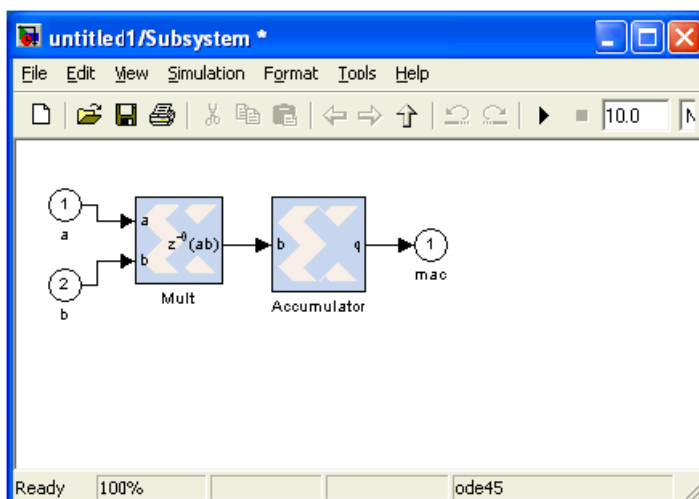 untitled1/Subsystem *
File Edit View Simulation Format Tools Help
10.0 N
1
a
2
b
a
b
z⁻⁰(ab)
Mult
b q
Accumulator
1
mac
Ready 100% ode45